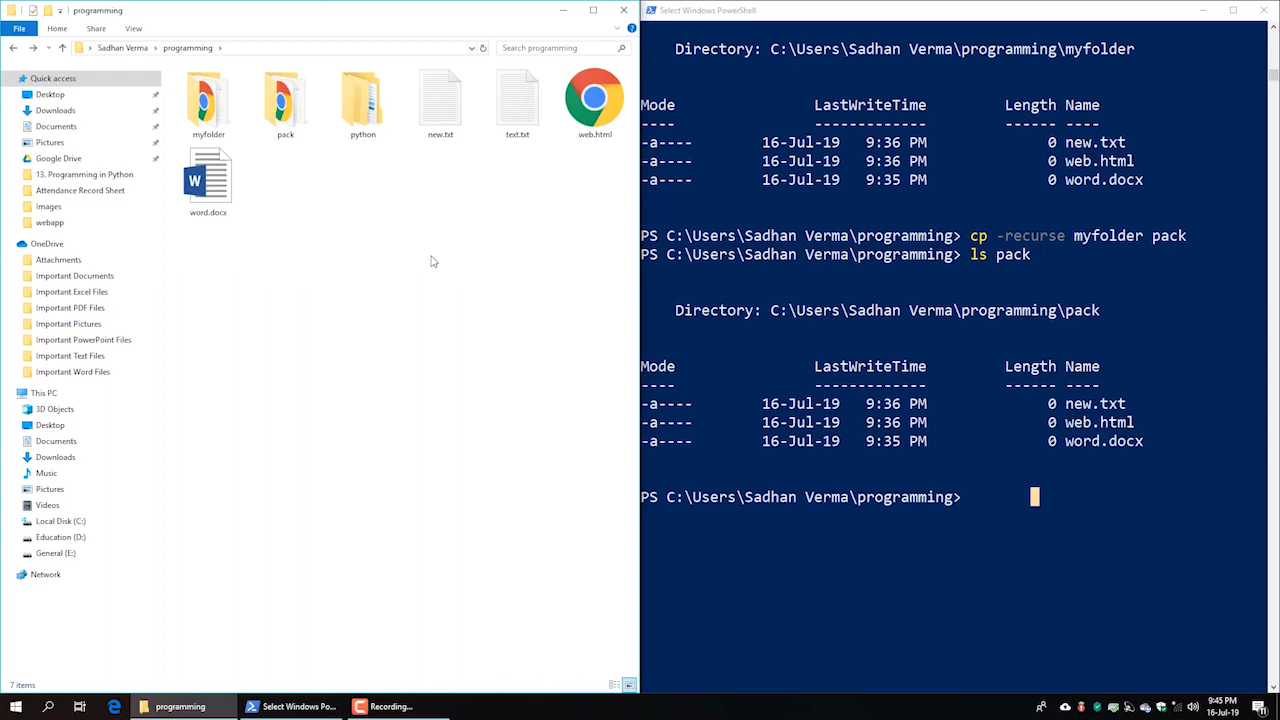 programming
File Home Share View
Sadhan Verma programming
Search programming
Quick access
Desktop
Downloads
Documents
Pictures
Google Drive
13. Programming in Python
Attendance Record Sheet
Images
webapp
OneDrive
Attachments
Important Documents
Important Excel Files
Important PDF Files
Important Pictures
Important PowerPoint Files
Important Text Files
Important Word Files
This PC
3D Objects
Desktop
Documents
Downloads
Music
Pictures
Videos
Local Disk (C:)
Education (D:)
General (E:)
Network
myfolder pack python new.txt text.txt web.html
word.docx
7 items
Select Windows PowerShell
Directory: C:\Users\Sadhan Verma\programming\myfolder
Mode LastWriteTime Length Name
---- ------------- ------ ----
-a---- 16-Jul-19 9:36 PM 0 new.txt
-a---- 16-Jul-19 9:36 PM 0 web.html
-a---- 16-Jul-19 9:35 PM 0 word.docx
PS C:\Users\Sadhan Verma\programming> cp -recurse myfolder pack
PS C:\Users\Sadhan Verma\programming> ls pack
Directory: C:\Users\Sadhan Verma\programming\pack
Mode LastWriteTime Length Name
---- ------------- ------ ----
-a---- 16-Jul-19 9:36 PM 0 new.txt
-a---- 16-Jul-19 9:36 PM 0 web.html
-a---- 16-Jul-19 9:35 PM 0 word.docx
PS C:\Users\Sadhan Verma\programming>
programming
Select Windows Po...
Recording...
9:45 PM
16-Jul-19